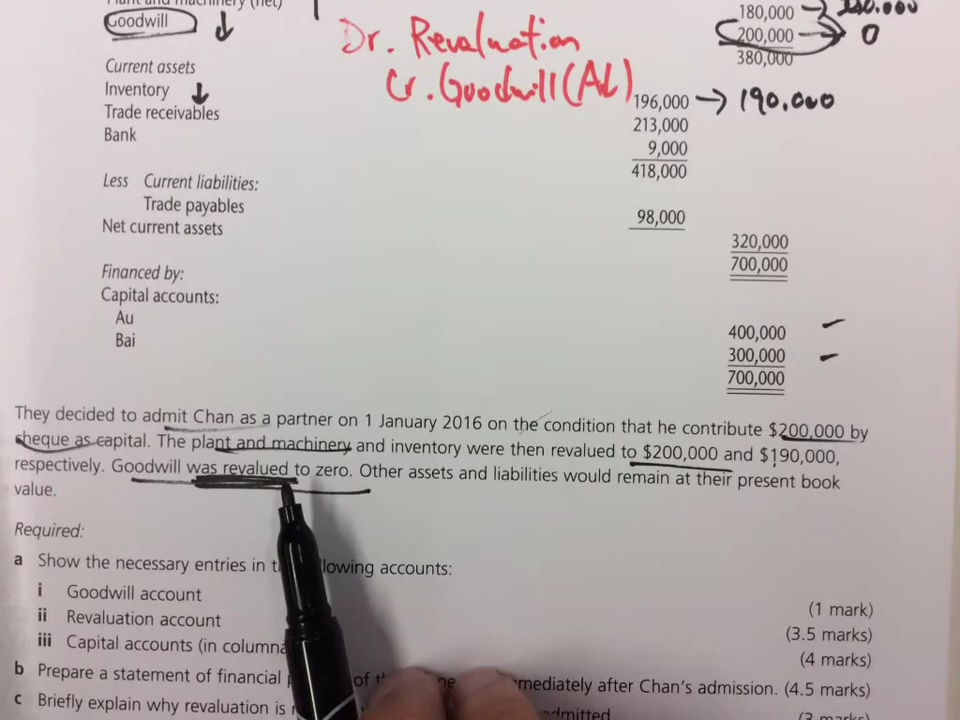 Plant and machinery (net)
180,000
Goodwill
200,000 → 0
380,000
Dr. Revaluation
Cr. Goodwill (AL)
Current assets
Inventory ↓ 196,000 → 190,000
Trade receivables 213,000
Bank 9,000
418,000
Less Current liabilities:
Trade payables 98,000
Net current assets 320,000
700,000
Financed by:
Capital accounts:
Au 400,000
Bai 300,000
700,000
They decided to admit Chan as a partner on 1 January 2016 on the condition that he contribute $200,000 by
cheque as capital. The plant and machinery and inventory were then revalued to $200,000 and $190,000,
respectively. Goodwill was revalued to zero. Other assets and liabilities would remain at their present book
value.
Required:
a Show the necessary entries in following accounts:
i Goodwill account (1 mark)
ii Revaluation account (3.5 marks)
iii Capital accounts (in (4 marks)
b Prepare a statement of financial of immediately after Chan's admission. (4.5 marks)
c Briefly explain why revaluation is admitted. (3 marks)